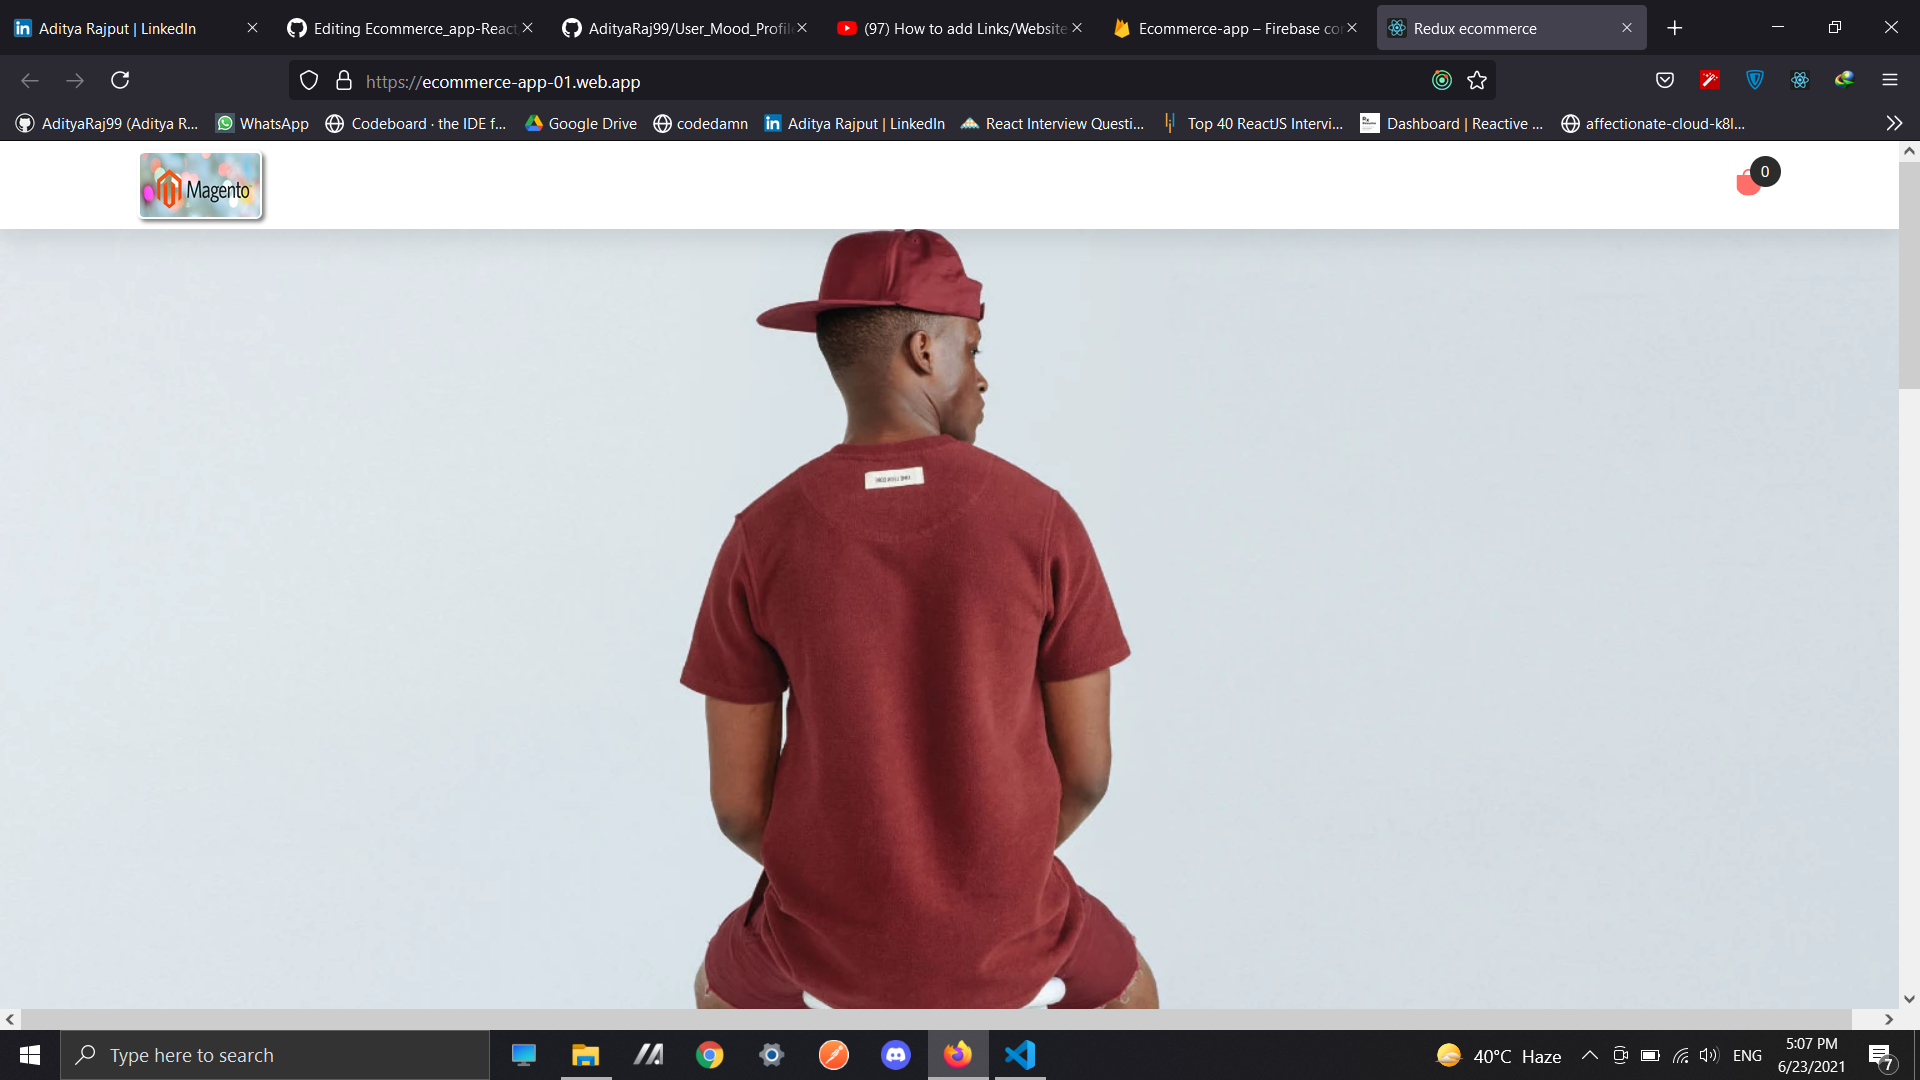 Aditya Rajput | LinkedIn
Editing Ecommerce_app-React
AdityaRaj99/User_Mood_Profil
(97) How to add Links/Website
Ecommerce-app – Firebase co
Redux ecommerce
https://ecommerce-app-01.web.app
AdityaRaj99 (Aditya R...
WhatsApp
Codeboard · the IDE f...
Google Drive
codedamn
Aditya Rajput | LinkedIn
React Interview Questi...
Top 40 ReactJS Intervi...
Dashboard | Reactive ...
affectionate-cloud-k8l...
Magento
0
Type here to search
40°C Haze
ENG
5:07 PM
6/23/2021
7